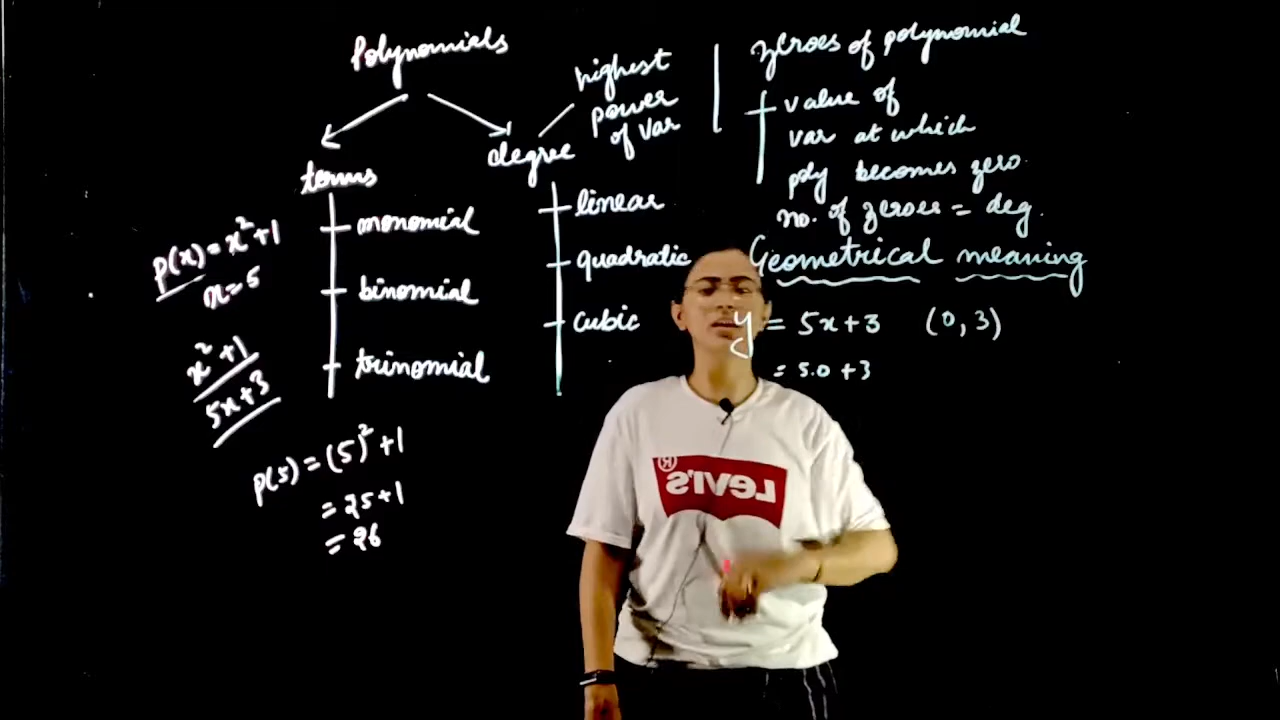 Polynomials
terms
monomial
binomial
trinomial
degree
highest
power
of var
linear
quadratic
cubic
p(x) = x²+1
x=5
x²+1
5x+3
p(5) = (5)²+1
= 25+1
= 26
zeroes of polynomial
value of
var at which
poly becomes zero
no. of zeroes = deg.
Geometrical meaning
y = 5x+3 (0,3)
= 5.0 +3
LEVI'S
®